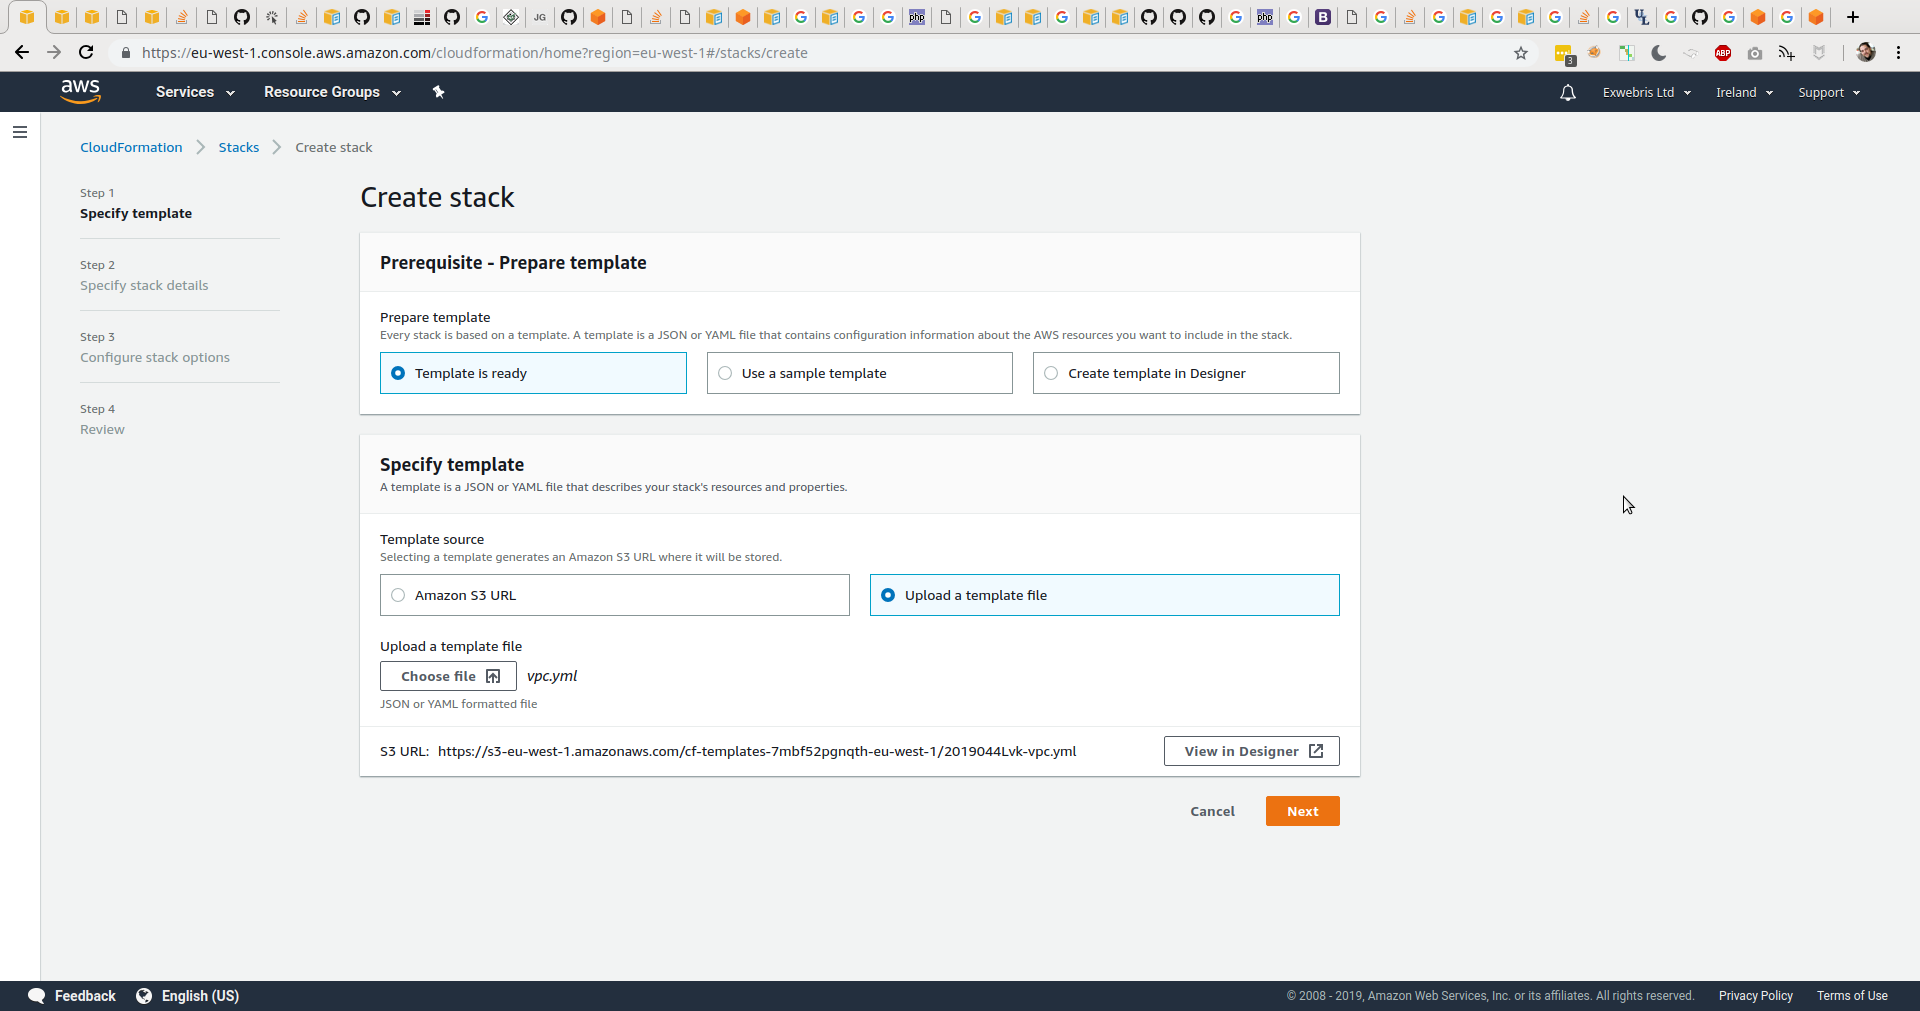 JG
php
php
B
UL
https://eu-west-1.console.aws.amazon.com/cloudformation/home?region=eu-west-1#/stacks/create
3
ABP
aws
Services
Resource Groups
Exwebris Ltd
Ireland
Support
CloudFormation
Stacks
Create stack
Step 1
Specify template
Step 2
Specify stack details
Step 3
Configure stack options
Step 4
Review
Create stack
Prerequisite - Prepare template
Prepare template
Every stack is based on a template. A template is a JSON or YAML file that contains configuration information about the AWS resources you want to include in the stack.
Template is ready
Use a sample template
Create template in Designer
Specify template
A template is a JSON or YAML file that describes your stack's resources and properties.
Template source
Selecting a template generates an Amazon S3 URL where it will be stored.
Amazon S3 URL
Upload a template file
Upload a template file
Choose file
vpc.yml
JSON or YAML formatted file
S3 URL: https://s3-eu-west-1.amazonaws.com/cf-templates-7mbf52pgnqth-eu-west-1/2019044Lvk-vpc.yml
View in Designer
Cancel
Next
Feedback
English (US)
© 2008 - 2019, Amazon Web Services, Inc. or its affiliates. All rights reserved.
Privacy Policy
Terms of Use